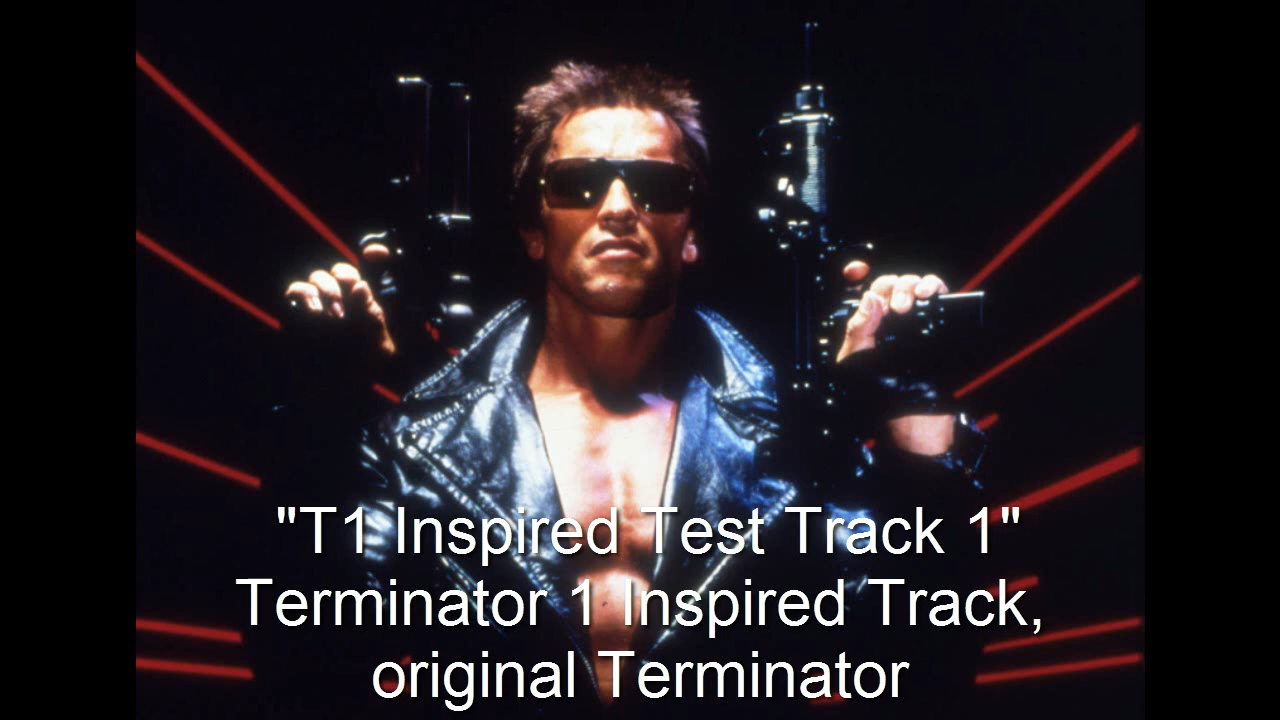 "T1 Inspired Test Track 1"
Terminator 1 Inspired Track,
original Terminator